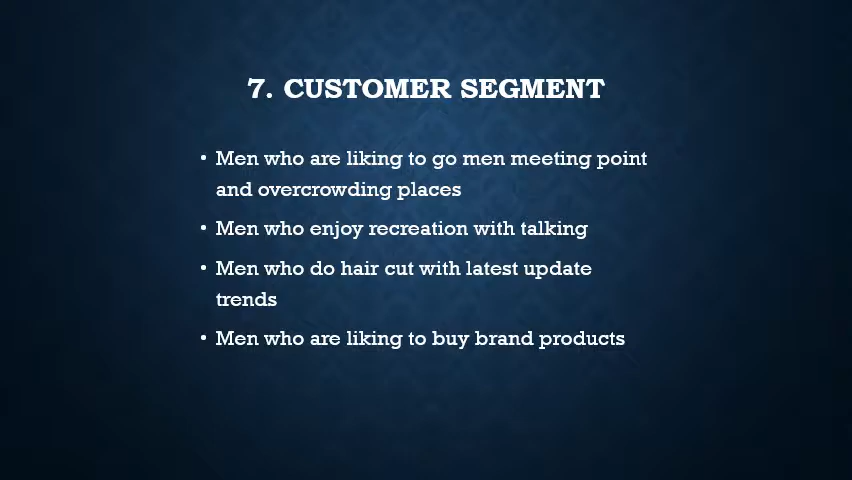 7. CUSTOMER SEGMENT
• Men who are liking to go men meeting point
and overcrowding places
• Men who enjoy recreation with talking
• Men who do hair cut with latest update
trends
• Men who are liking to buy brand products